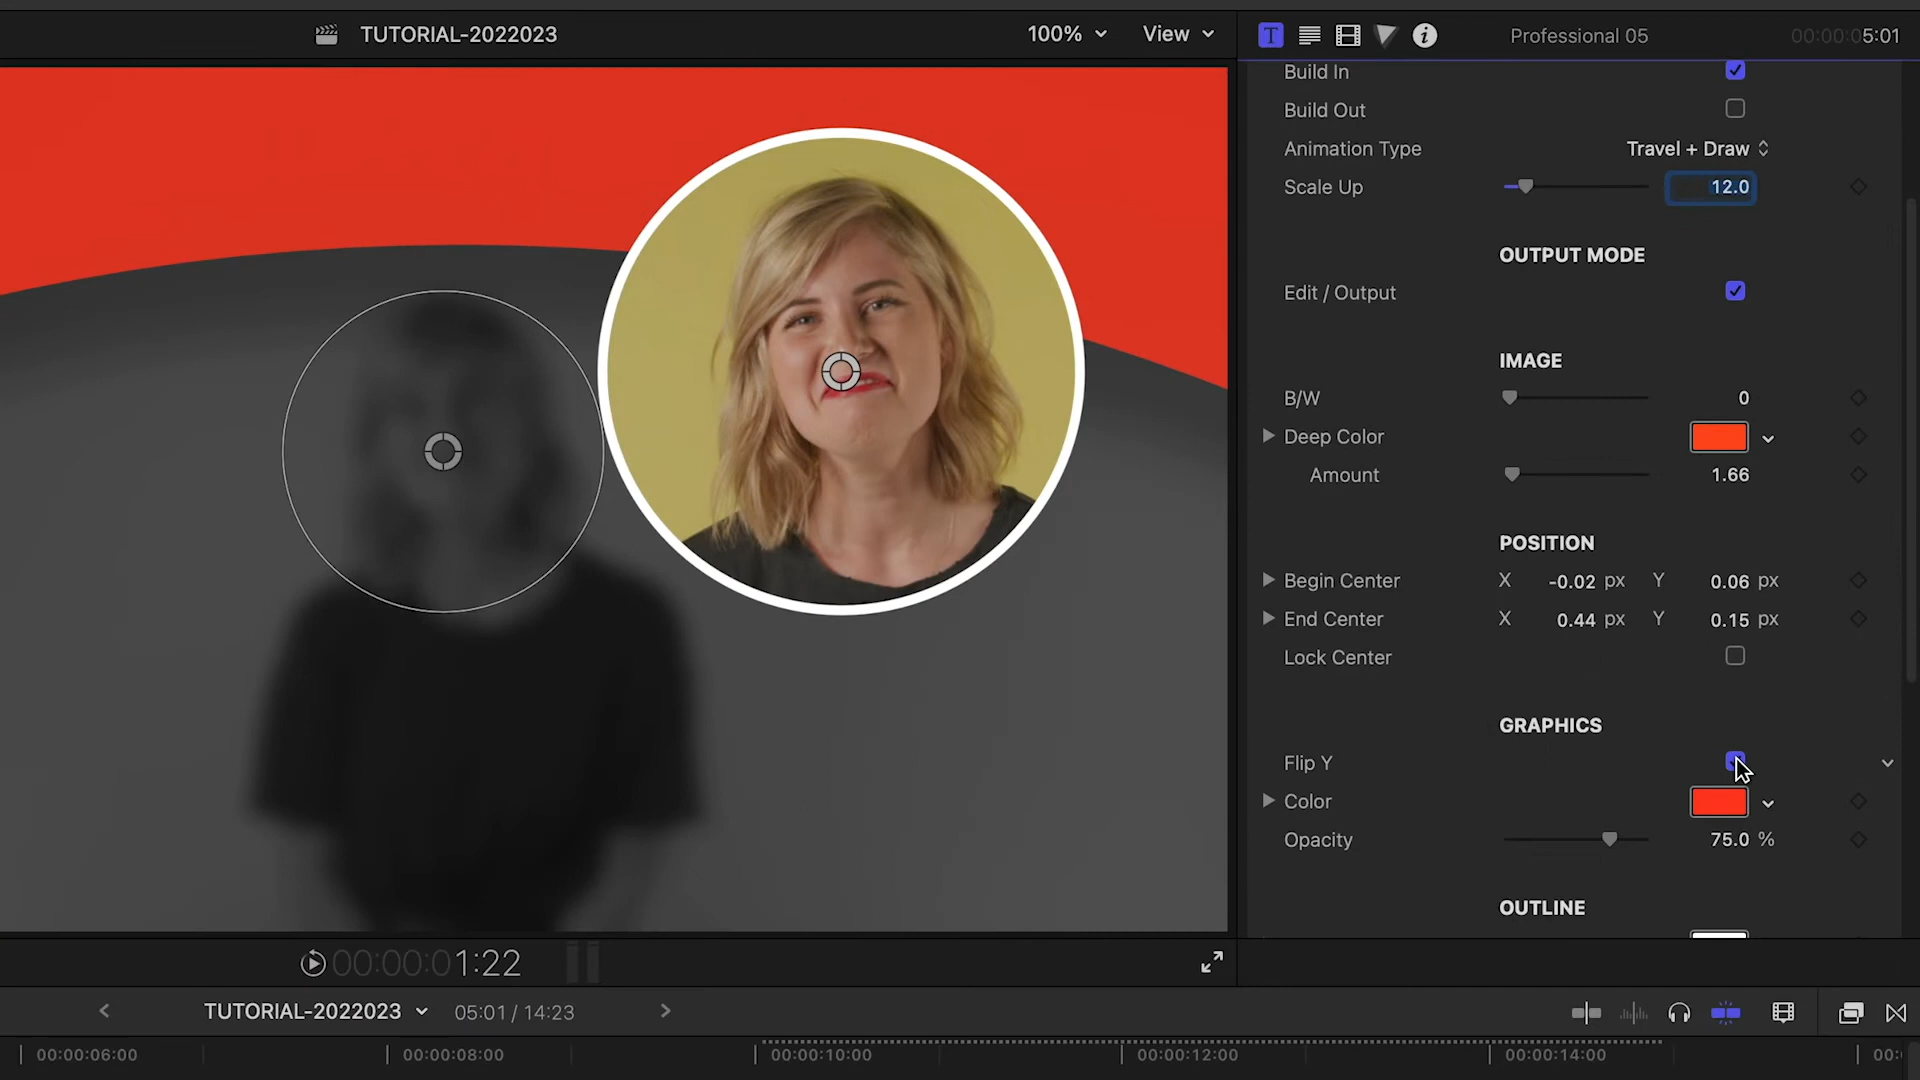 TUTORIAL-2022023
100%
View
T
i
Professional 05
00:00:05:01
Build In
Build Out
Animation Type
Travel + Draw
Scale Up
12.0
OUTPUT MODE
Edit / Output
IMAGE
B/W
0
Deep Color
Amount
1.66
POSITION
Begin Center
X -0.02 px Y 0.06 px
End Center
X 0.44 px Y 0.15 px
Lock Center
GRAPHICS
Flip Y
Color
Opacity
75.0 %
OUTLINE
00:00:01:22
TUTORIAL-2022023
05:01 / 14:23
00:00:06:00
00:00:08:00
00:00:10:00
00:00:12:00
00:00:14:00
00: